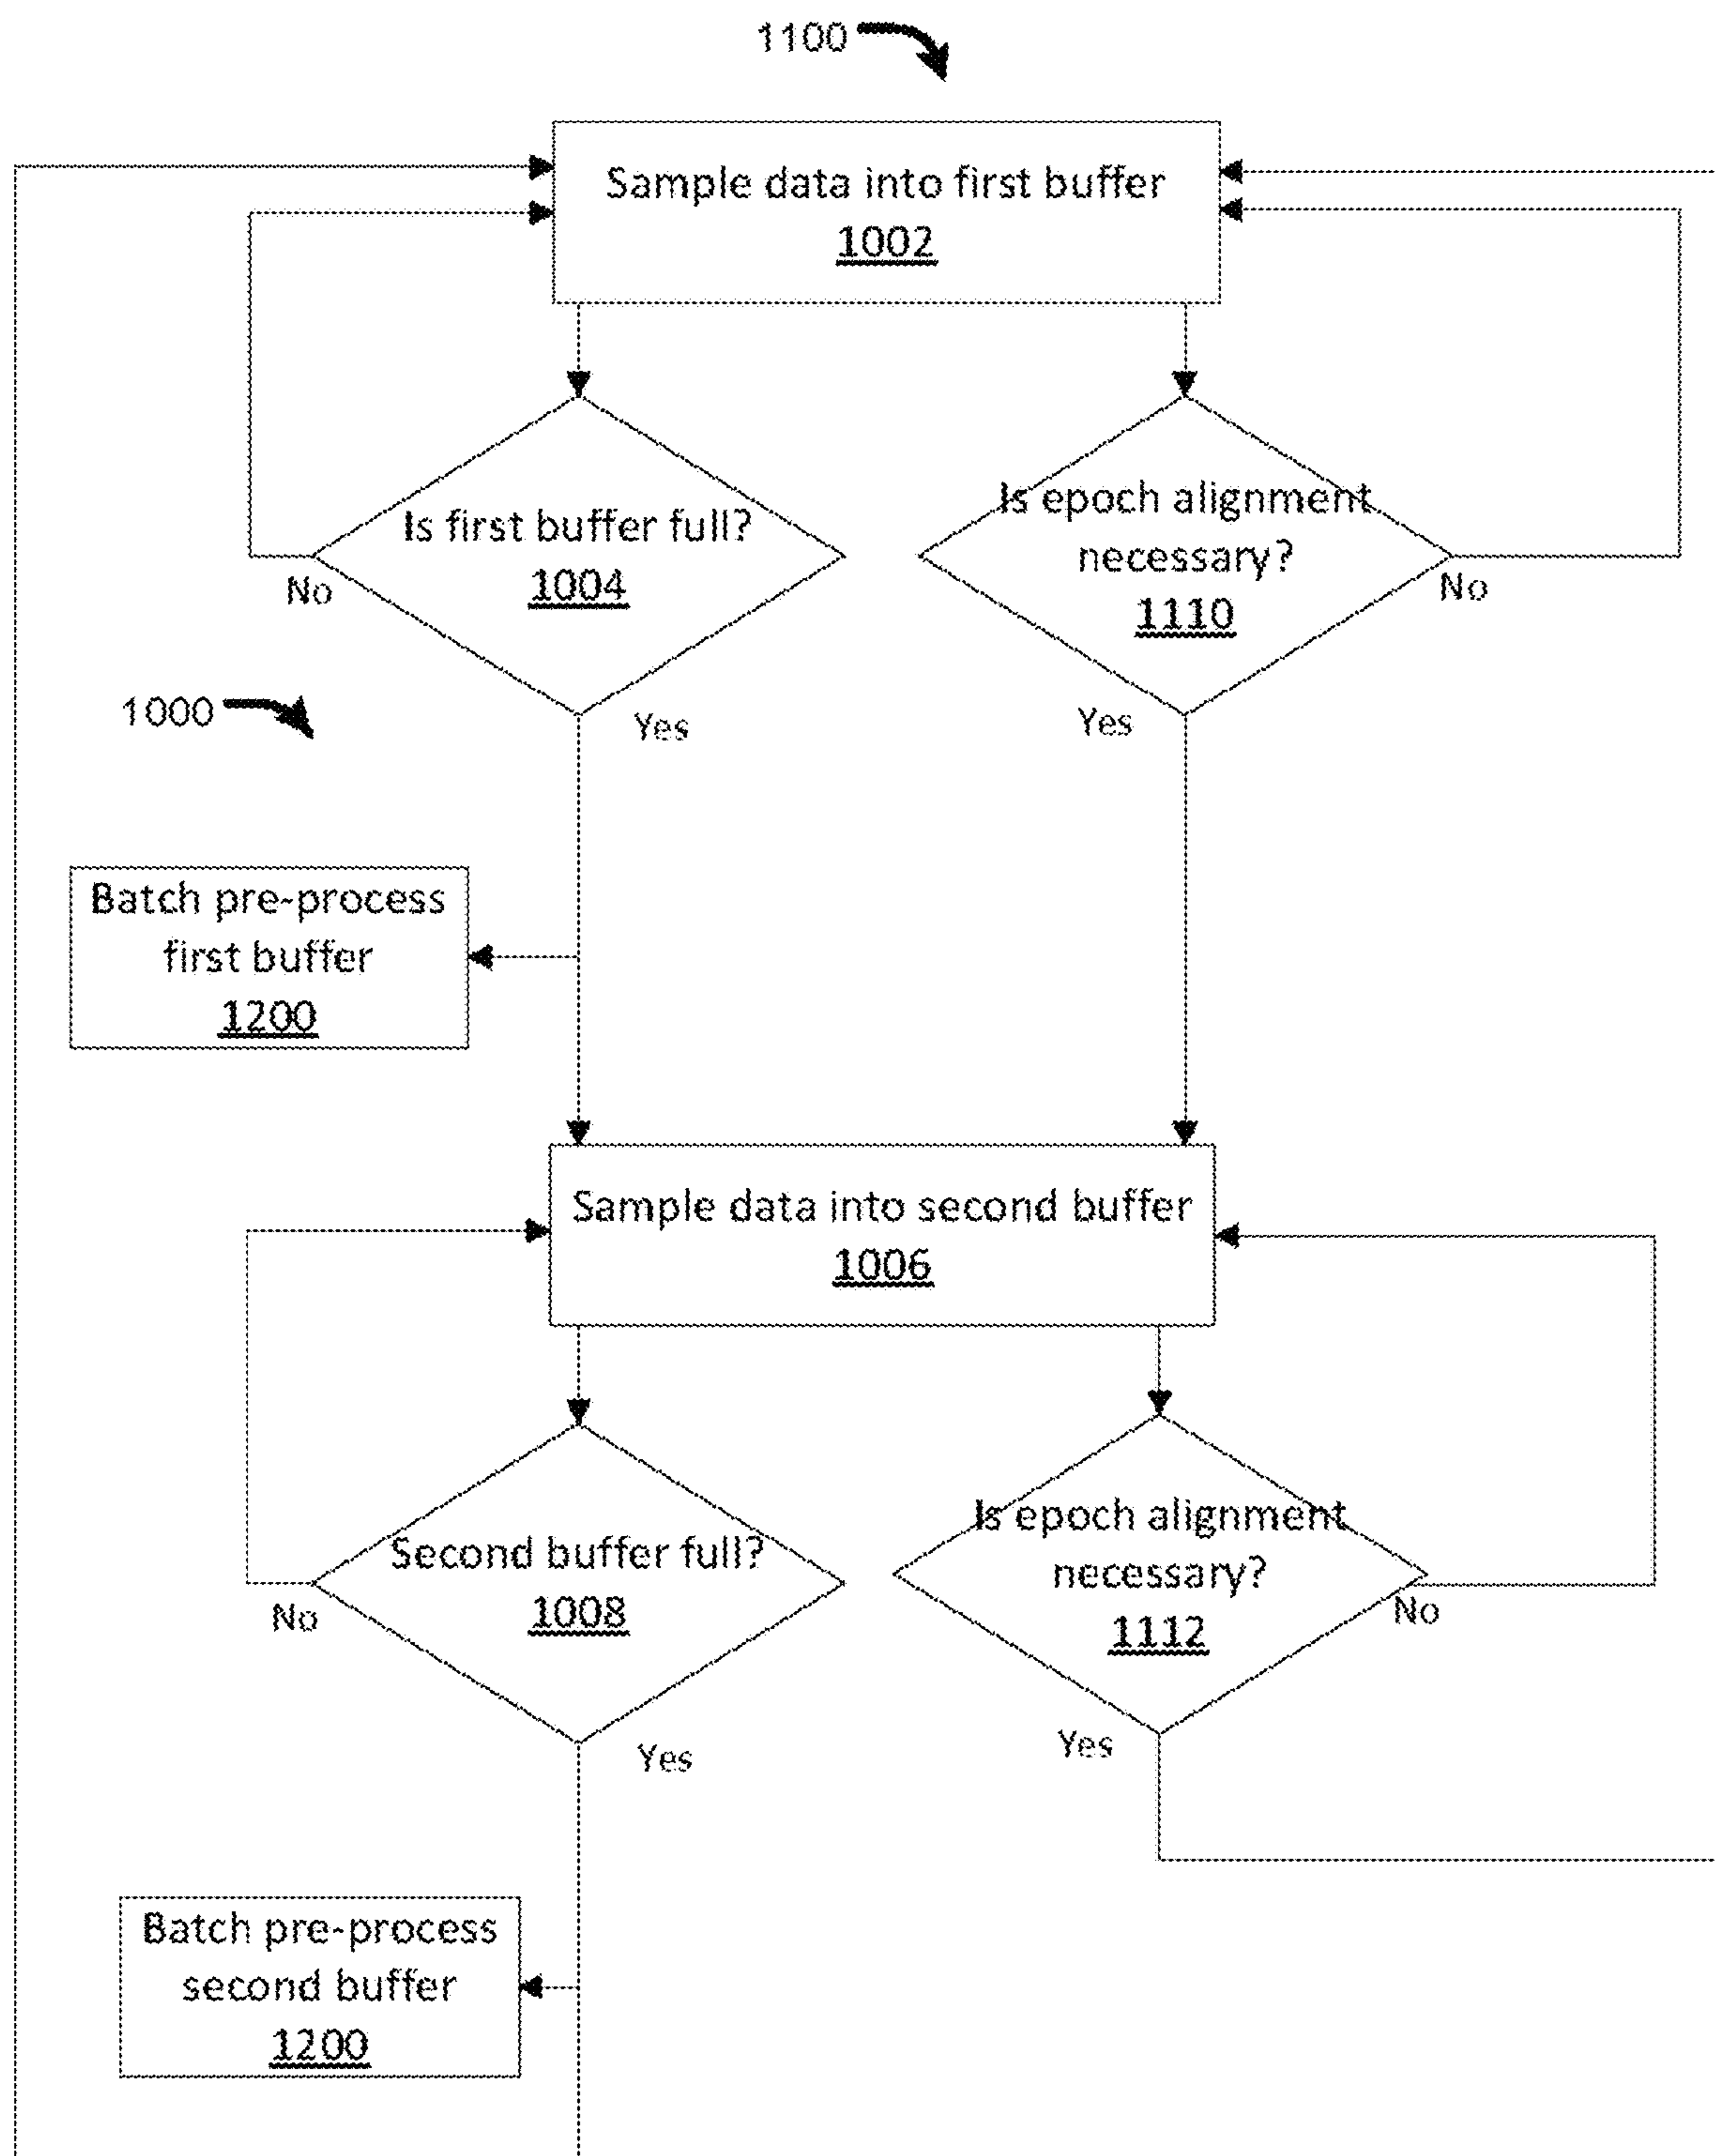 1100
Sample data into first buffer
1002
Is first buffer full?
1004
No
Yes
Is epoch alignment
necessary?
1110
No
Yes
1000
Batch pre-process
first buffer
1200
Sample data into second buffer
1006
Second buffer full?
1008
No
Yes
Is epoch alignment
necessary?
1112
No
Yes
Batch pre-process
second buffer
1200